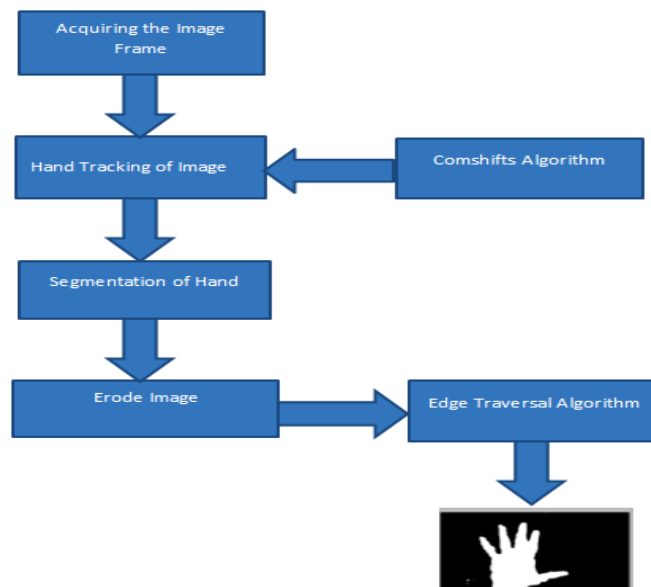 Acquiring the Image
Frame
Hand Tracking of Image
Comshifts Algorithm
Segmentation of Hand
Erode Image
Edge Traversal Algorithm